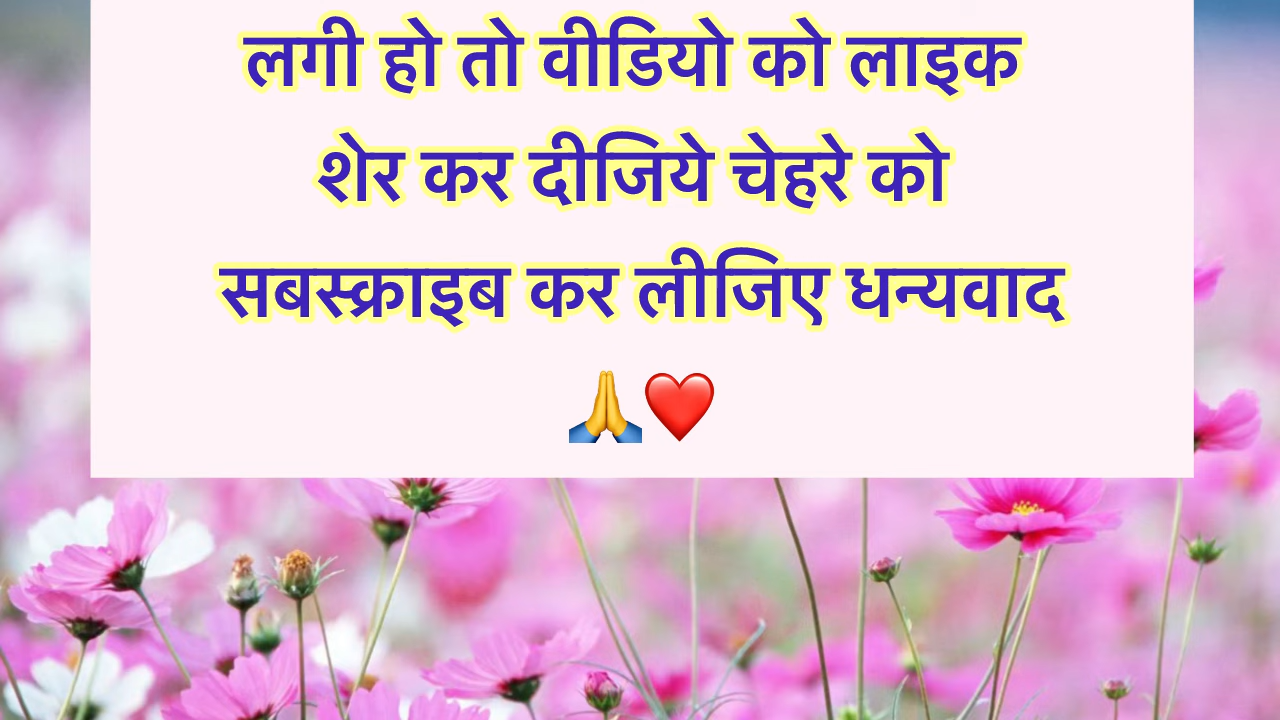 लगी हो तो वीडियो को लाइक
शेर कर दीजिये चेहरे को
सबस्क्राइब कर लीजिए धन्यवाद
🙏❤️